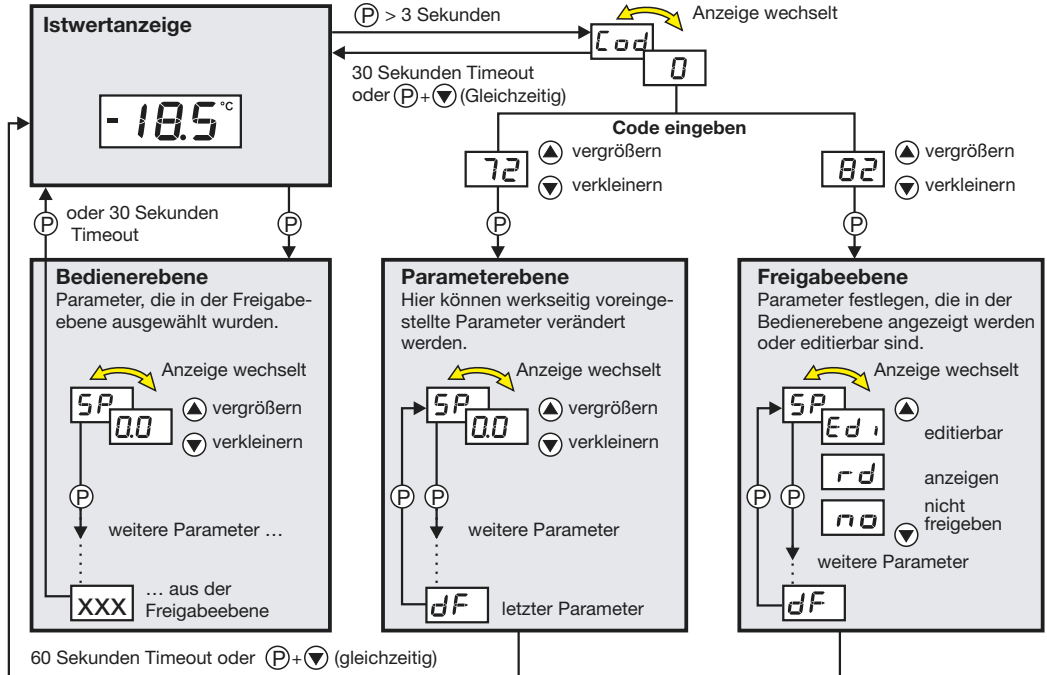 Istwertanzeige
-18.5 °C
P > 3 Sekunden
Anzeige wechselt
Cod
0
30 Sekunden Timeout
oder P+▼ (Gleichzeitig)
Code eingeben
72
▲ vergrößern
▼ verkleinern
82
▲ vergrößern
▼ verkleinern
P oder 30 Sekunden
Timeout
P
P
P
Bedienerebene
Parameter, die in der Freigabe-
ebene ausgewählt wurden.
Anzeige wechselt
SP
0.0
▲ vergrößern
▼ verkleinern
P
weitere Parameter ...
xxx
... aus der
Freigabeebene
Parameterebene
Hier können werkseitig voreinge-
stellte Parameter verändert
werden.
Anzeige wechselt
SP
0.0
▲ vergrößern
▼ verkleinern
P P
weitere Parameter
dF
letzter Parameter
Freigabeebene
Parameter festlegen, die in der
Bedienerebene angezeigt werden
oder editierbar sind.
Anzeige wechselt
SP
Edi
▲
editierbar
rd
anzeigen
P P
no
nicht
freigeben
▼
weitere Parameter
dF
60 Sekunden Timeout oder P+▼ (gleichzeitig)